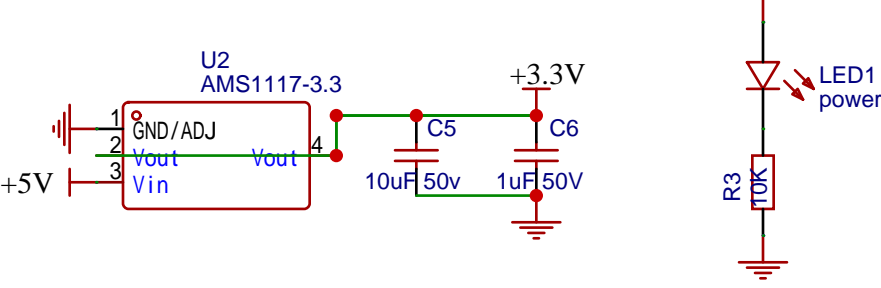 U2
AMS1117-3.3
+3.3V
LED1
power
1
GND/ADJ
2
Vout
Vout
4
3
Vin
+5V
C5
10uF 50v
C6
1uF 50V
R3
10K